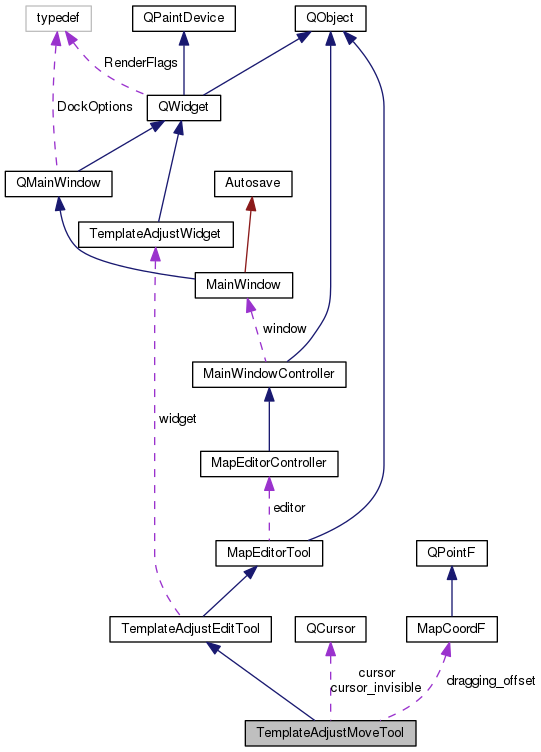 typedef
QPaintDevice
QObject
RenderFlags
DockOptions
QWidget
QMainWindow
Autosave
TemplateAdjustWidget
MainWindow
window
MainWindowController
widget
MapEditorController
editor
MapEditorTool
QPointF
TemplateAdjustEditTool
QCursor
MapCoordF
cursor
cursor_invisible
dragging_offset
TemplateAdjustMoveTool